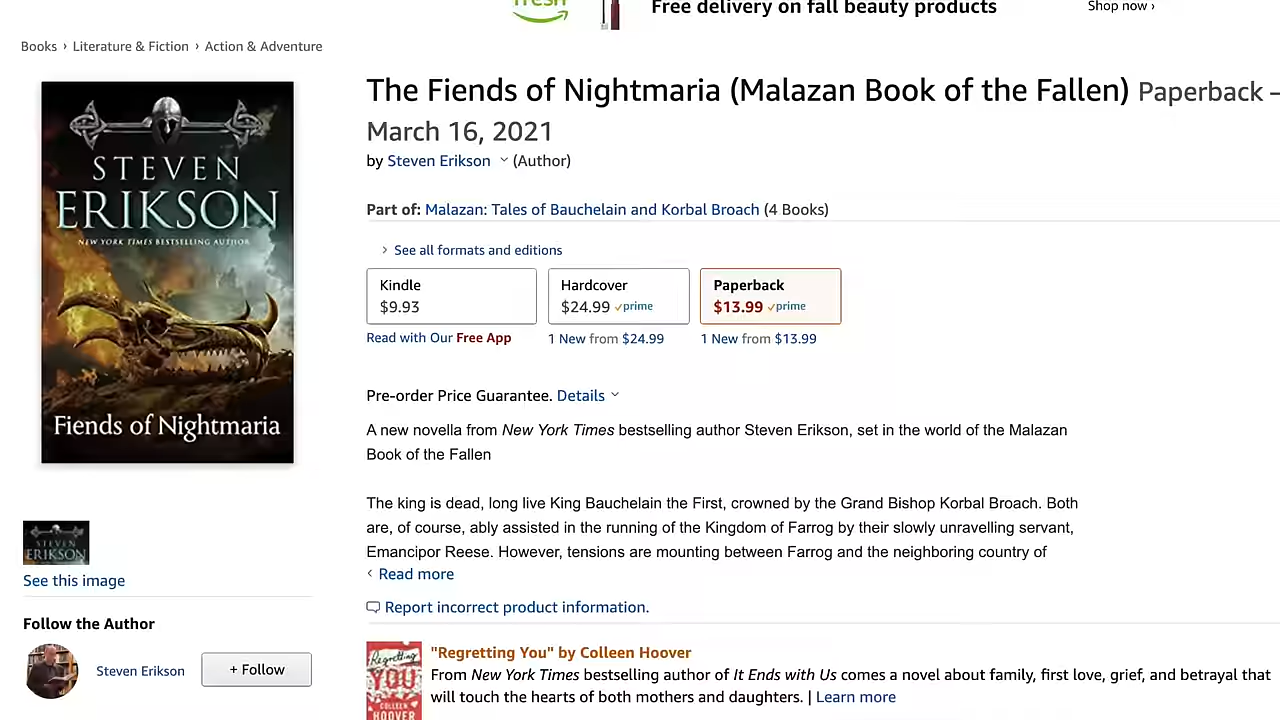 fresh
Free delivery on fall beauty products
Shop now ›
Books › Literature & Fiction › Action & Adventure
STEVEN
ERIKSON
NEW YORK TIMES BESTSELLING AUTHOR
Fiends of Nightmaria
STEVEN
ERIKSON
See this image
Follow the Author
Steven Erikson
+ Follow
The Fiends of Nightmaria (Malazan Book of the Fallen) Paperback –
March 16, 2021
by Steven Erikson (Author)
Part of: Malazan: Tales of Bauchelain and Korbal Broach (4 Books)
› See all formats and editions
Kindle
$9.93
Read with Our Free App
Hardcover
$24.99 prime
1 New from $24.99
Paperback
$13.99 prime
1 New from $13.99
Pre-order Price Guarantee. Details
A new novella from New York Times bestselling author Steven Erikson, set in the world of the Malazan
Book of the Fallen
The king is dead, long live King Bauchelain the First, crowned by the Grand Bishop Korbal Broach. Both
are, of course, ably assisted in the running of the Kingdom of Farrog by their slowly unravelling servant,
Emancipor Reese. However, tensions are mounting between Farrog and the neighboring country of
‹ Read more
Report incorrect product information.
Regretting
YOU
COLLEEN
HOOVER
"Regretting You" by Colleen Hoover
From New York Times bestselling author of It Ends with Us comes a novel about family, first love, grief, and betrayal that
will touch the hearts of both mothers and daughters. | Learn more